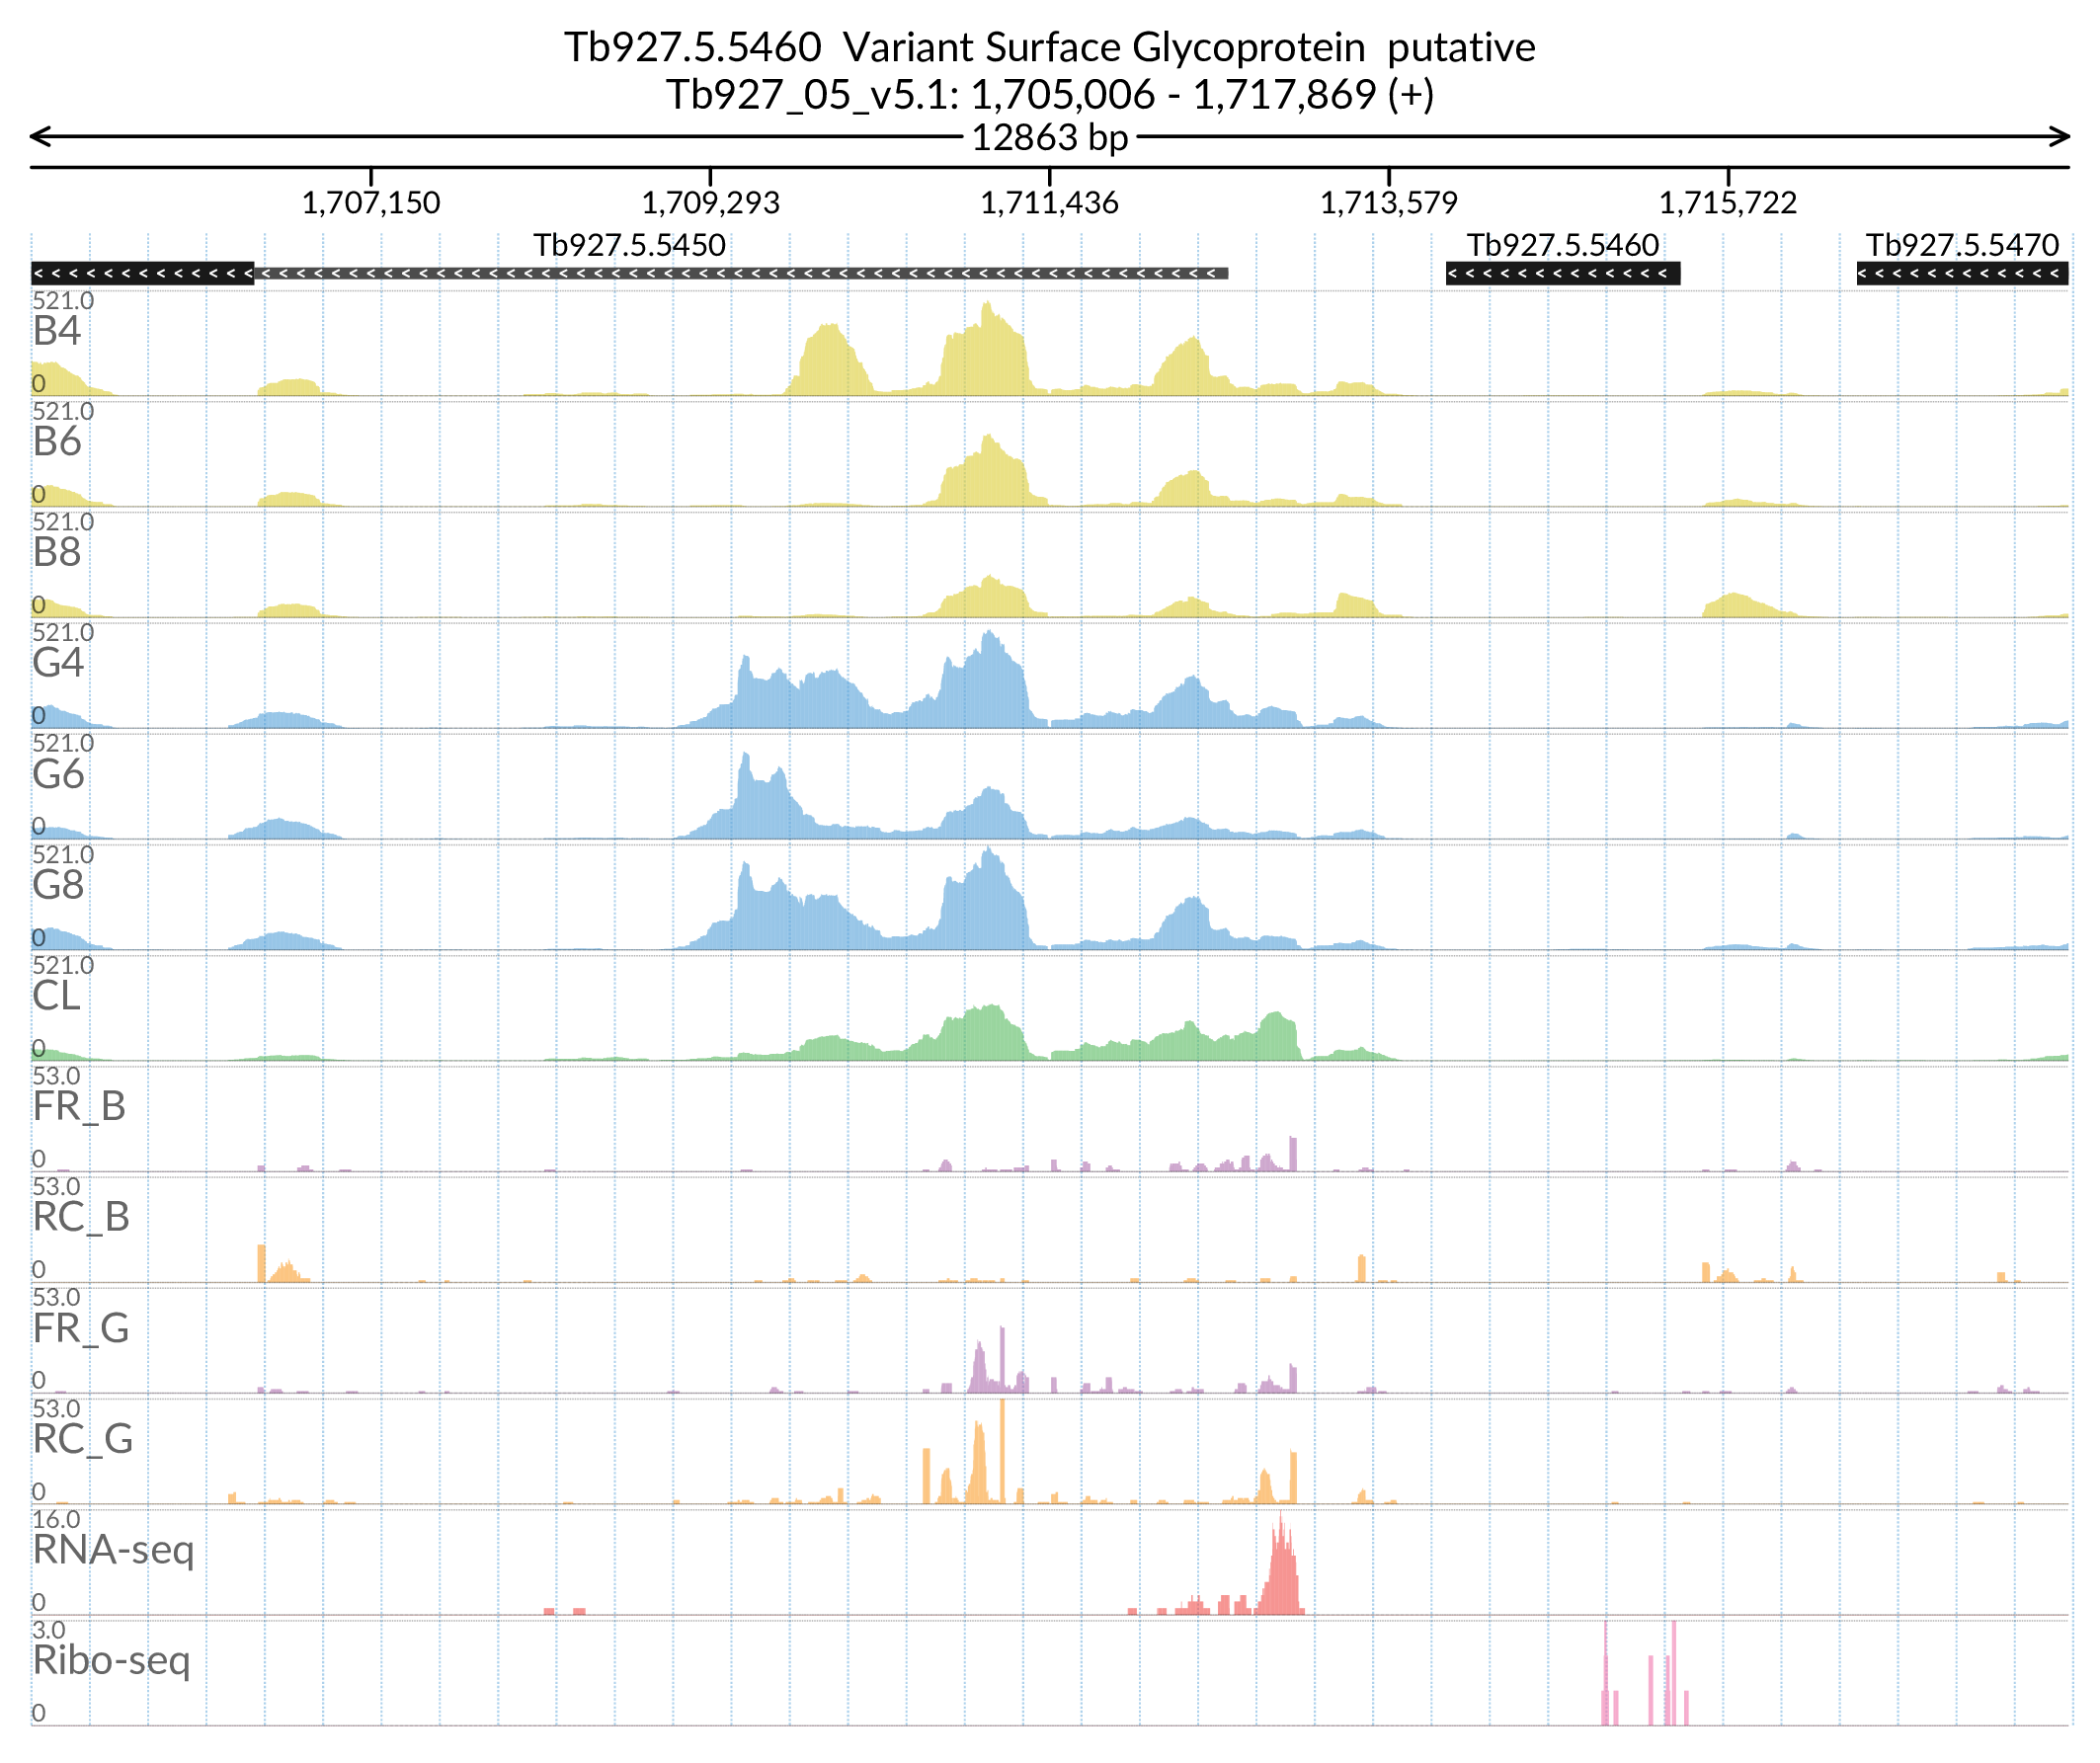 Tb927.5.5460  Variant Surface Glycoprotein  putative
Tb927_05_v5.1: 1,705,006 - 1,717,869 (+)
12863 bp
1,707,150 1,709,293 1,711,436 1,713,579 1,715,722
Tb927.5.5450 Tb927.5.5460 Tb927.5.5470
521.0
B4
0
521.0
B6
0
521.0
B8
0
521.0
G4
0
521.0
G6
0
521.0
G8
0
521.0
CL
0
53.0
FR_B
0
53.0
RC_B
0
53.0
FR_G
0
53.0
RC_G
0
16.0
RNA-seq
0
3.0
Ribo-seq
0